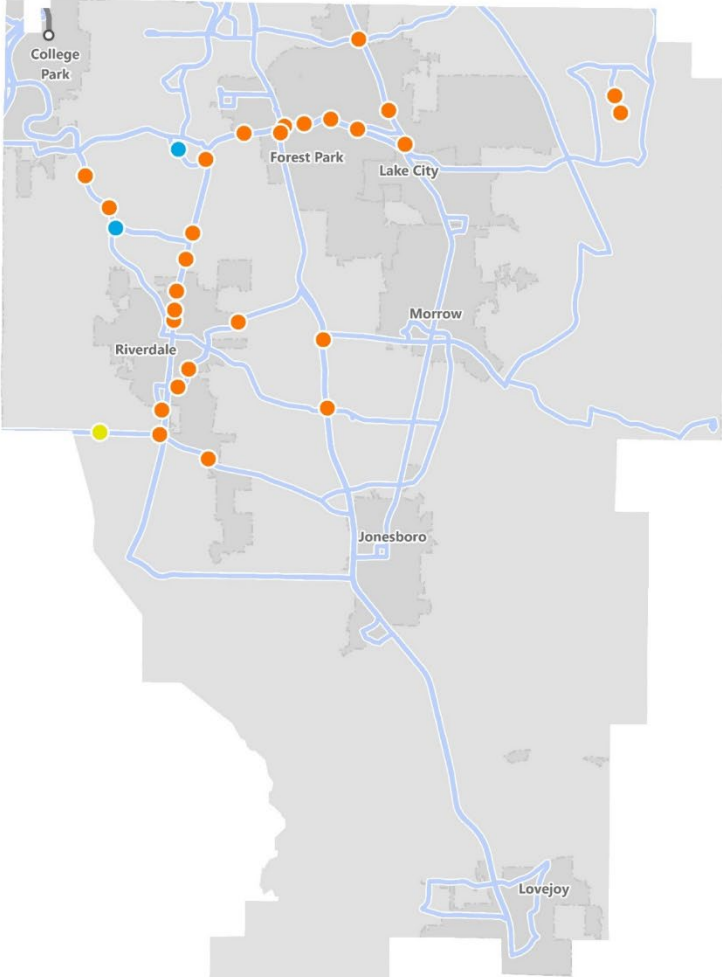 College
Park
Forest Park
Lake City
Morrow
Riverdale
Jonesboro
Lovejoy